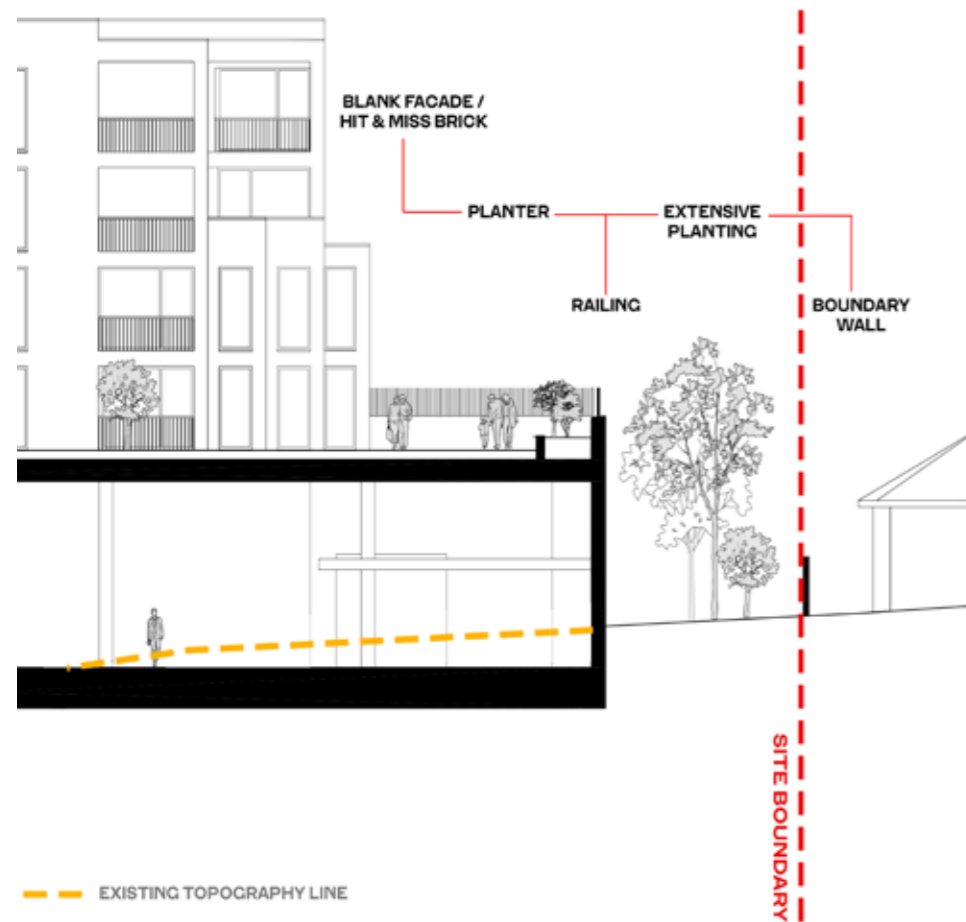 BLANK FACADE /
HIT & MISS BRICK
PLANTER
EXTENSIVE
PLANTING
RAILING
BOUNDARY
WALL
SITE BOUNDARY
EXISTING TOPOGRAPHY LINE